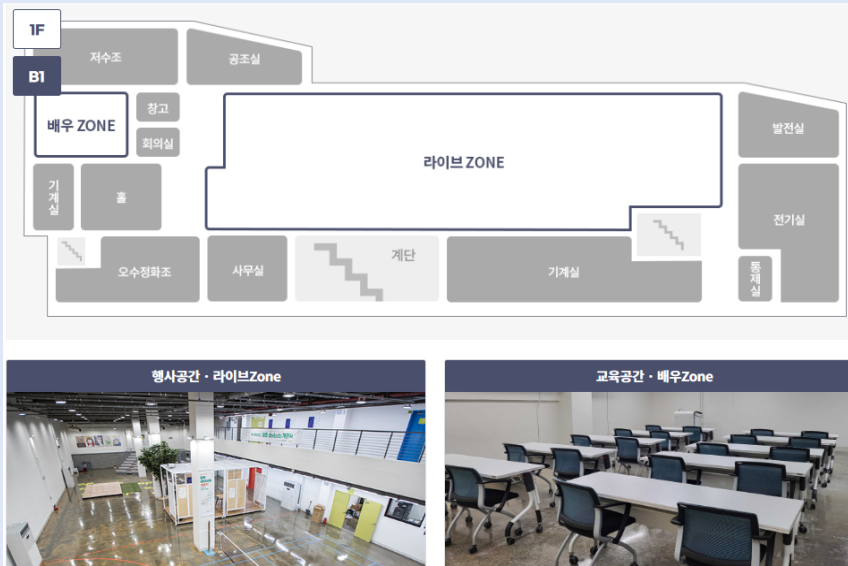 1F
B1
저수조
공조실
배우 ZONE
창고
회의실
라이브 ZONE
발전실
기계실
홀
전기실
오수정화조
사무실
계단
기계실
통제실
행사공간 · 라이브Zone
교육공간 · 배우Zone